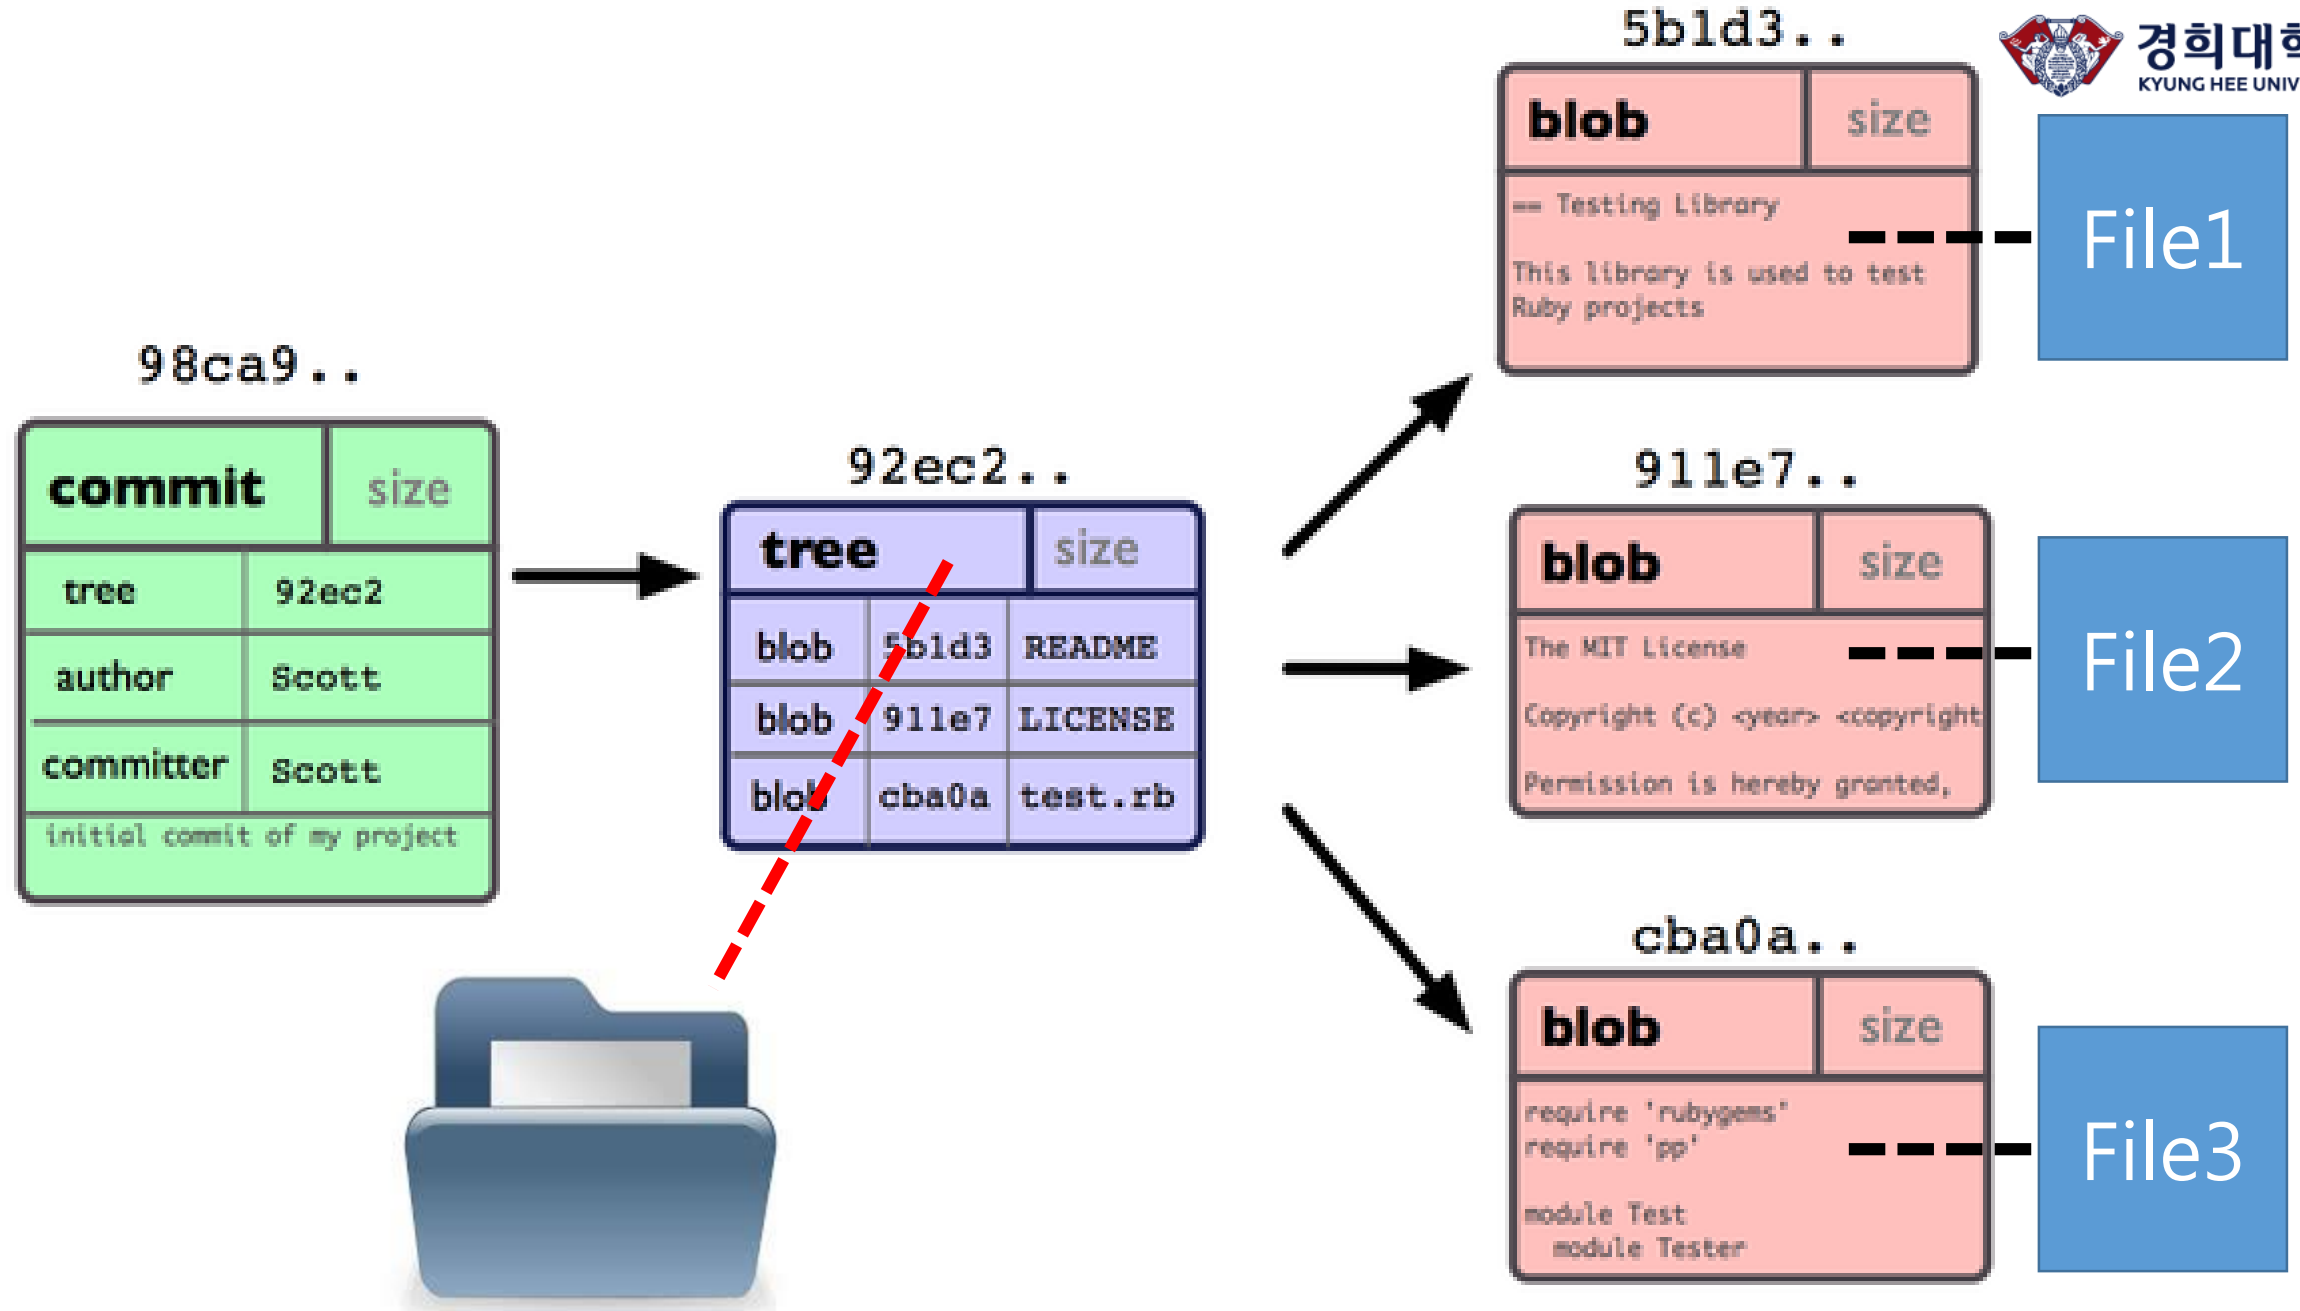 98ca9..
commit size
tree 92ec2
author Scott
committer Scott
initial commit of my project
92ec2..
tree size
blob 5b1d3 README
blob 911e7 LICENSE
blob cba0a test.rb
5b1d3..
blob size
== Testing Library
This library is used to test
Ruby projects
File1
911e7..
blob size
The MIT License
Copyright (c) <year> <copyright
Permission is hereby granted,
File2
cba0a..
blob size
require 'rubygems'
require 'pp'
module Test
module Tester
File3
경희대
KYUNG HEE UNIV